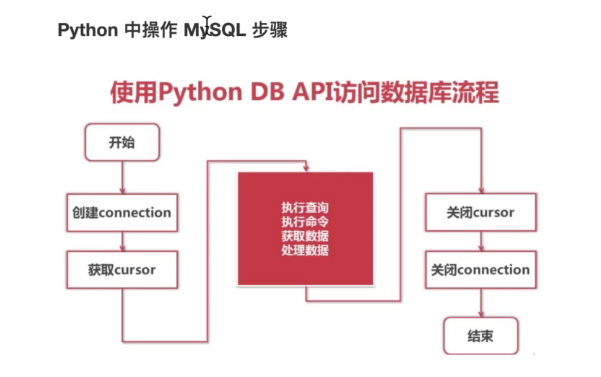 Python 中操作 MySQL 步骤
使用Python DB API访问数据库流程
开始
创建connection
获取cursor
执行查询
执行命令
获取数据
处理数据
关闭cursor
关闭connection
结束